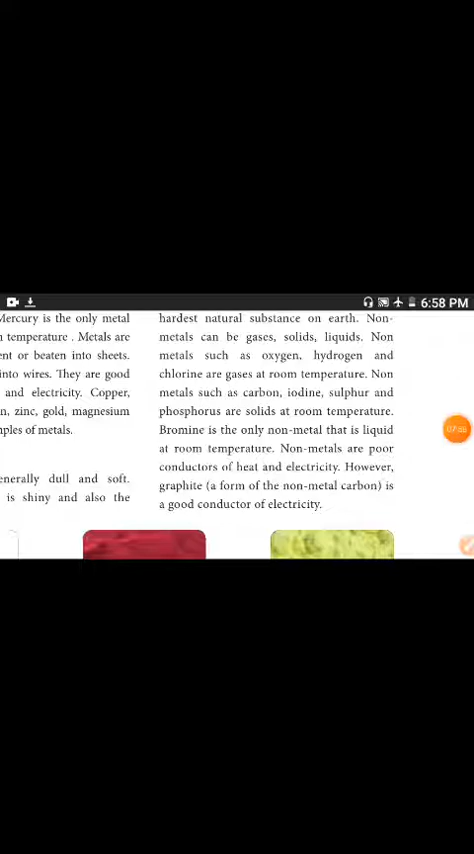 6:58 PM
Mercury is the only metal
temperature . Metals are
or beaten into sheets.
into wires. They are good
and electricity. Copper,
zinc, gold, magnesium
of metals.
dull and soft.
is shiny and also the
hardest natural substance on earth. Non-
metals can be gases, solids, liquids. Non
metals such as oxygen, hydrogen and
chlorine are gases at room temperature. Non
metals such as carbon, iodine, sulphur and
phosphorus are solids at room temperature.
Bromine is the only non-metal that is liquid
at room temperature. Non-metals are poor
conductors of heat and electricity. However,
graphite (a form of the non-metal carbon) is
a good conductor of electricity.